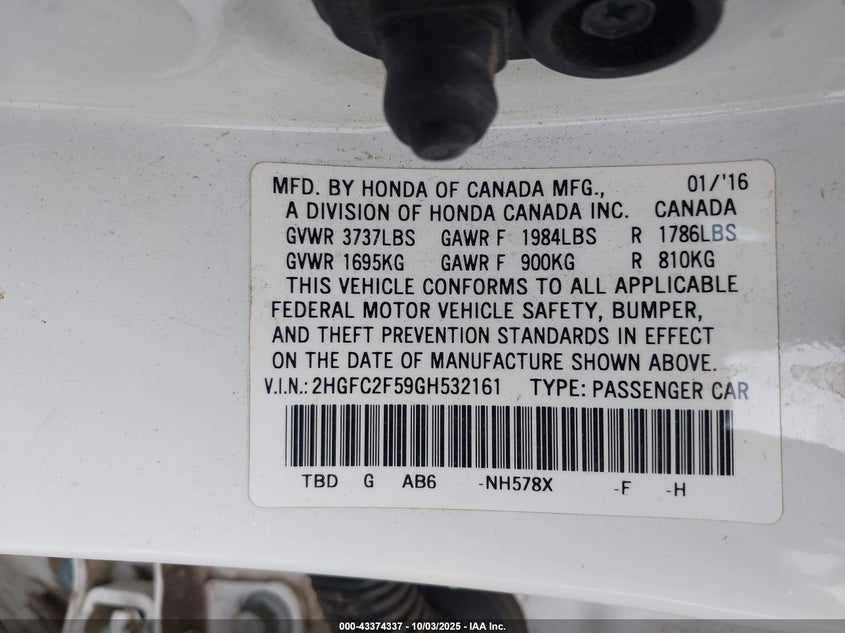 MFD. BY HONDA OF CANADA MFG., 01/'16
A DIVISION OF HONDA CANADA INC. CANADA
GVWR 3737LBS GAWR F 1984LBS R 1786LBS
GVWR 1695KG GAWR F 900KG R 810KG
THIS VEHICLE CONFORMS TO ALL APPLICABLE
FEDERAL MOTOR VEHICLE SAFETY, BUMPER,
AND THEFT PREVENTION STANDARDS IN EFFECT
ON THE DATE OF MANUFACTURE SHOWN ABOVE.
V.I.N.: 2HGFC2F59GH532161 TYPE: PASSENGER CAR
TBD G AB6 -NH578X -F -H
000-43374337 - 10/03/2025 - IAA Inc.